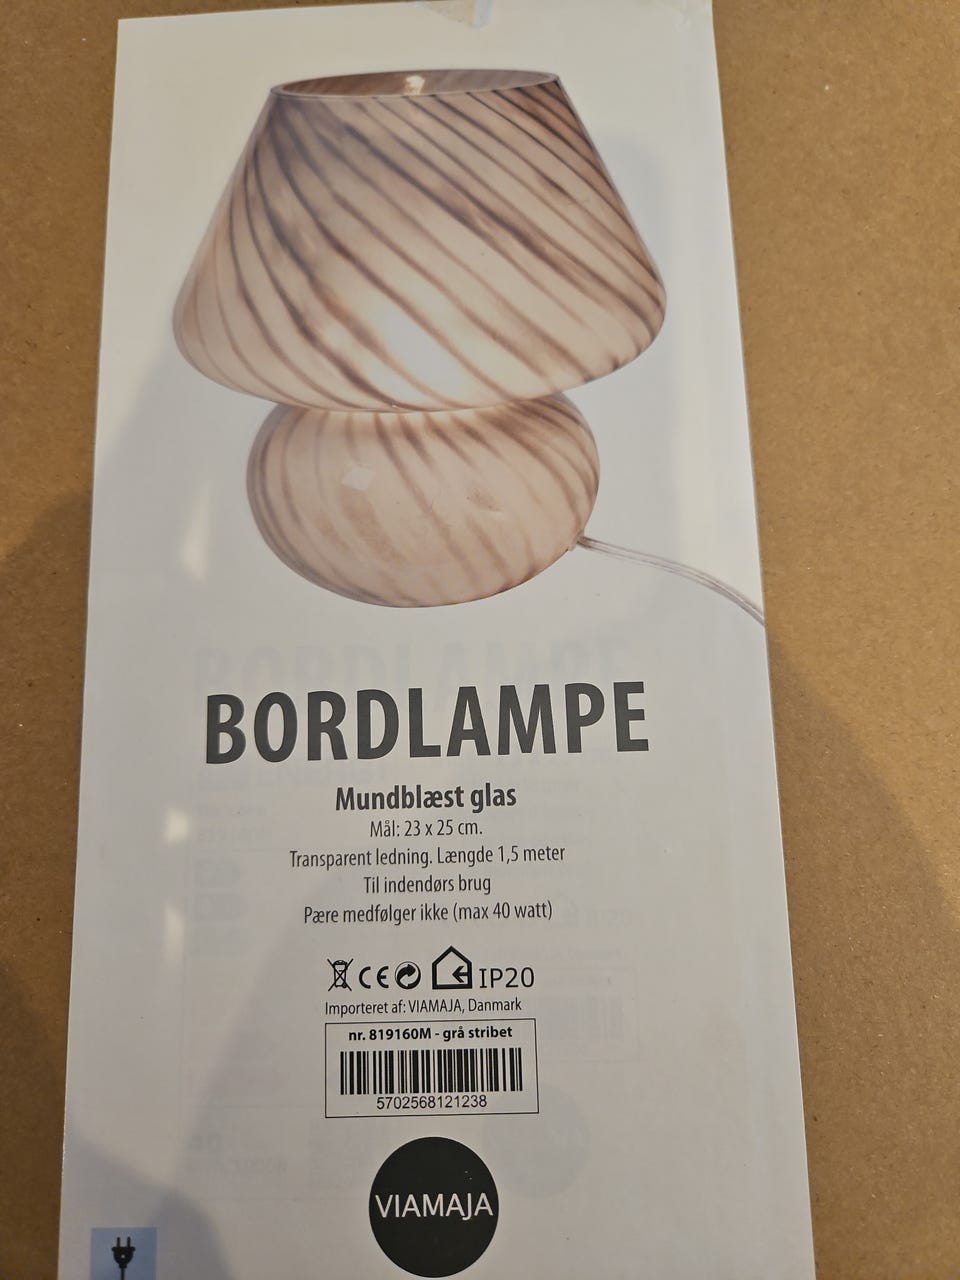 BORDLAMPE
Mundblæst glas
Mål: 23 x 25 cm.
Transparent ledning. Længde 1,5 meter
Til indendørs brug
Pære medfølger ikke (max 40 watt)
CE IP20
Importeret af: VIAMAJA, Danmark
nr. 819160M - grå stribet
5702568121238
VIAMAJA